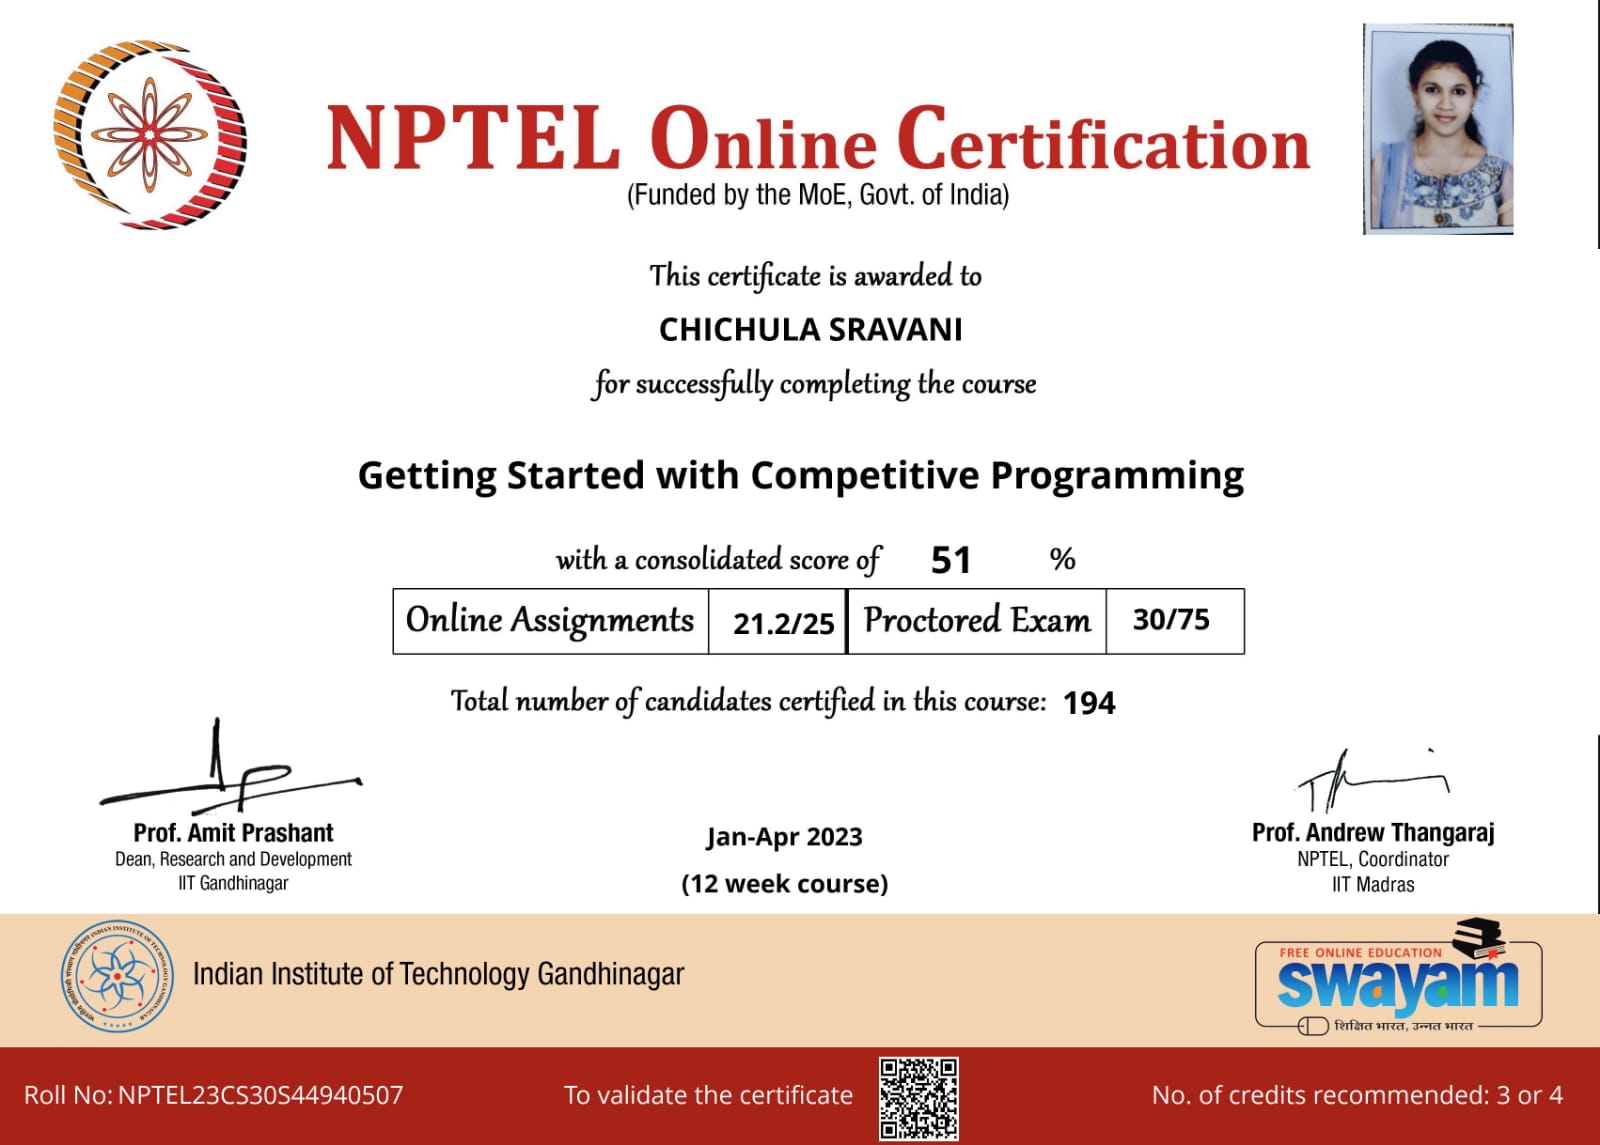 NPTEL Online Certification
(Funded by the MoE, Govt. of India)
This certificate is awarded to
CHICHULA SRAVANI
for successfully completing the course
Getting Started with Competitive Programming
with a consolidated score of 51 %
Online Assignments 21.2/25 Proctored Exam 30/75
Total number of candidates certified in this course: 194
Prof. Amit Prashant
Dean, Research and Development
IIT Gandhinagar
Jan-Apr 2023
(12 week course)
Prof. Andrew Thangaraj
NPTEL, Coordinator
IIT Madras
INDIAN INSTITUTE OF TECHNOLOGY GANDHINAGAR
Indian Institute of Technology Gandhinagar
FREE ONLINE EDUCATION
swayam
शिक्षित भारत, उन्नत भारत
Roll No: NPTEL23CS30S44940507
To validate the certificate
No. of credits recommended: 3 or 4